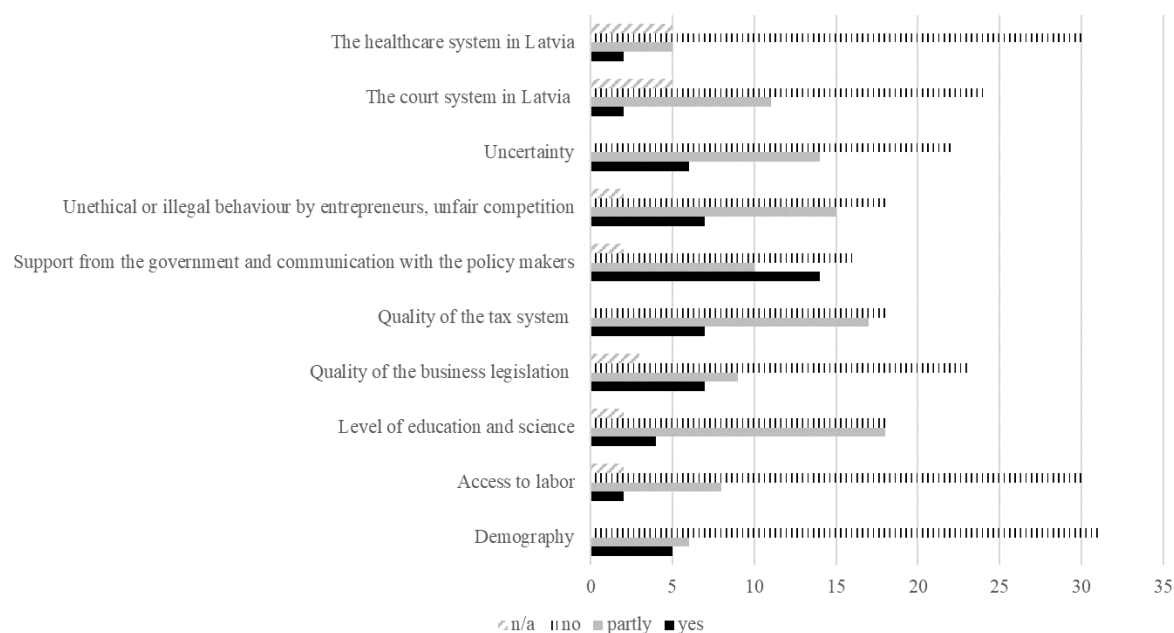 The healthcare system in Latvia
The court system in Latvia
Uncertainty
Unethical or illegal behaviour by entrepreneurs, unfair competition
Support from the government and communication with the policy makers
Quality of the tax system
Quality of the business legislation
Level of education and science
Access to labor
Demography
0 5 10 15 20 25 30 35
n/a no partly yes